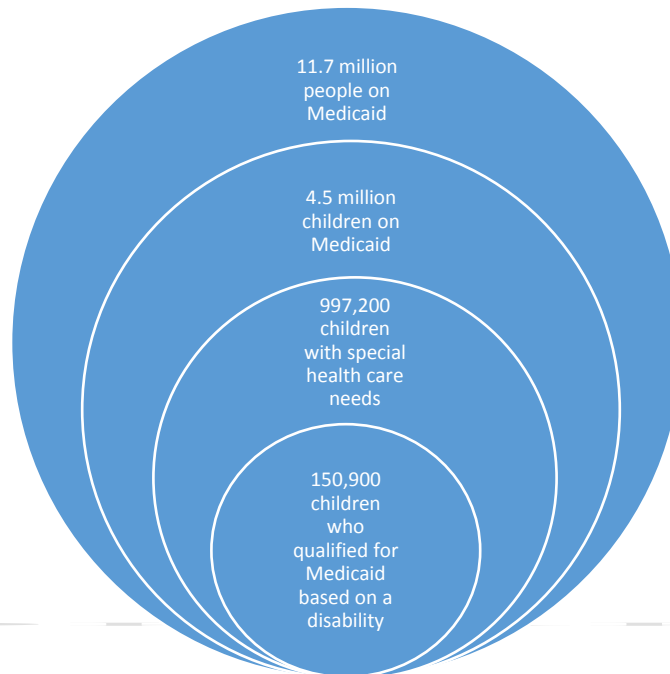 11.7 million
people on
Medicaid
4.5 million
children on
Medicaid
997,200
children
with special
health care
needs
150,900
children
who
qualified for
Medicaid
based on a
disability